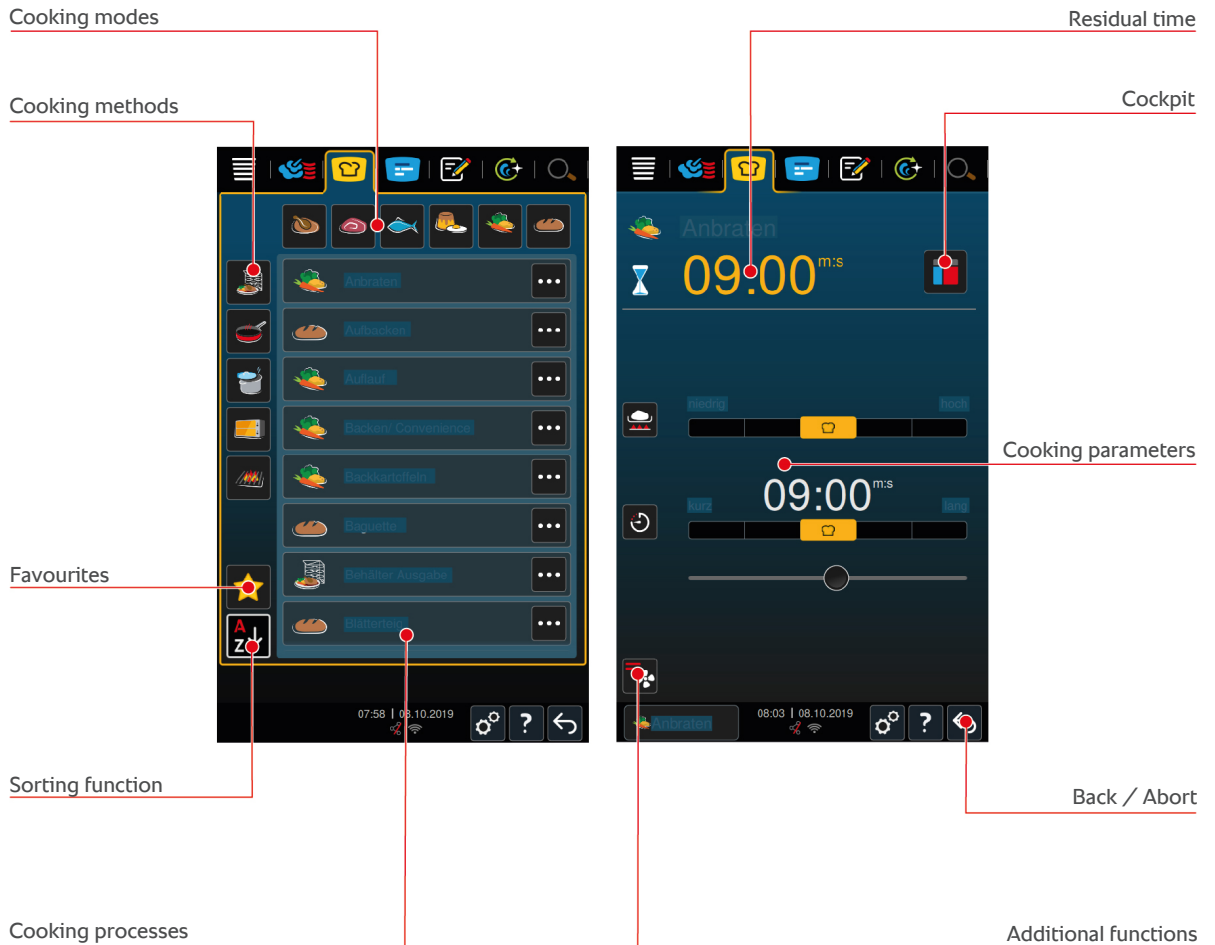 Cooking modes
Residual time
Cooking methods
Cockpit
Anbraten
09:00 m:s
Anbraten
Aufbacken
Auflauf
Backen/ Convenience
Backkartoffeln
Baguette
Behälter Ausgabe
Blätterteig
niedrig
hoch
Cooking parameters
09:00 m:s
kurz
lang
Favourites
A
Z
07:58 | 08.10.2019
?
Anbraten
08:03 | 08.10.2019
?
Sorting function
Back / Abort
Cooking processes
Additional functions